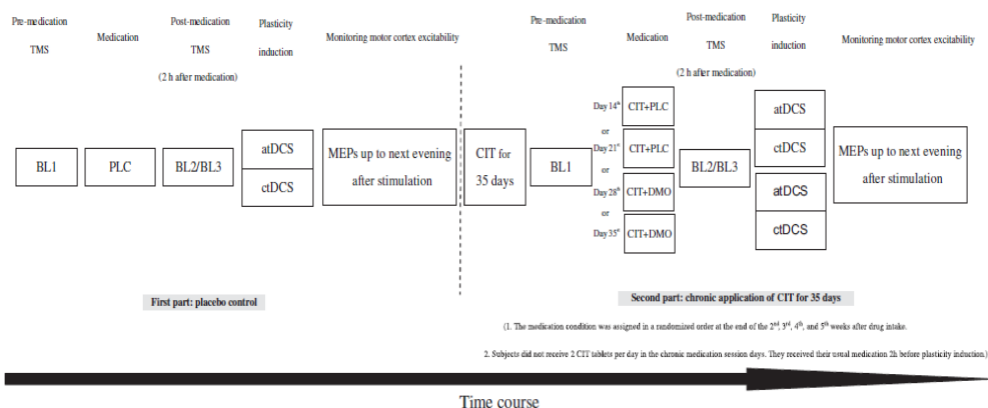 Pre-medication
TMS
Medication
Post-medication
TMS
(2 h after medication)
Plasticity
induction
Monitoring motor cortex excitability
BL1
PLC
BL2/BL3
atDCS
ctDCS
MEPs up to next evening
after stimulation
First part: placebo control
CIT for
35 days
Pre-medication
TMS
Medication
Post-medication
TMS
(2 h after medication)
Plasticity
induction
Monitoring motor cortex excitability
BL1
Day 14th
CIT+PLC
or
Day 21st
CIT+PLC
or
Day 28th
CIT+DMO
or
Day 35th
CIT+DMO
BL2/BL3
atDCS
ctDCS
atDCS
ctDCS
MEPs up to next evening
after stimulation
Second part: chronic application of CIT for 35 days
(1. The medication condition was assigned in a randomized order at the end of the 2nd, 3rd, 4th, and 5th weeks after drug intake.
2. Subjects did not receive 2 CIT tablets per day in the chronic medication session days. They received their usual medication 2h before plasticity induction.)
Time course